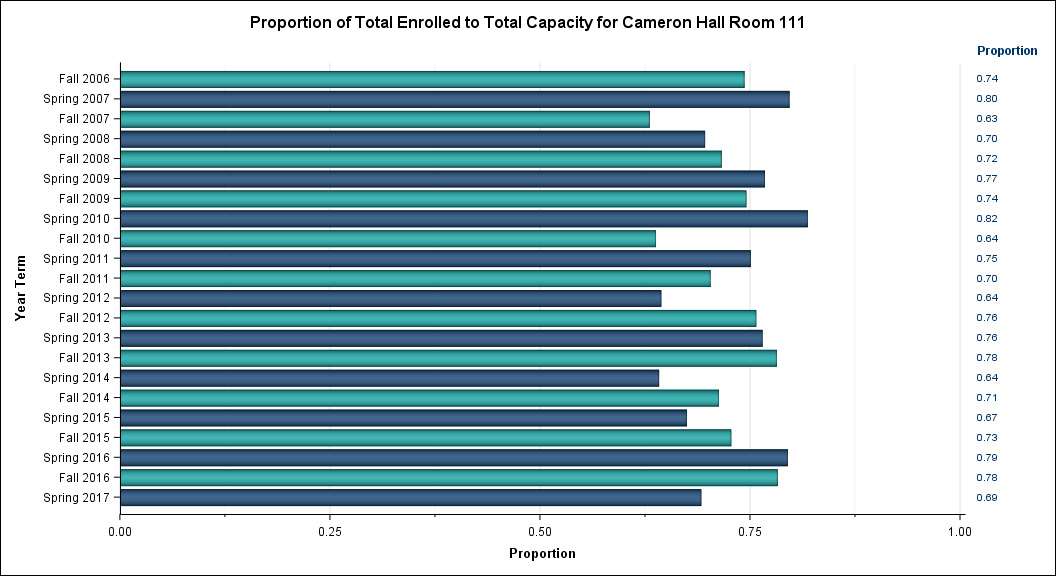 Proportion of Total Enrolled to Total Capacity for Cameron Hall Room 111
Proportion
Fall 2006 0.74
Spring 2007 0.80
Fall 2007 0.63
Spring 2008 0.70
Fall 2008 0.72
Spring 2009 0.77
Fall 2009 0.74
Spring 2010 0.82
Fall 2010 0.64
Spring 2011 0.75
Fall 2011 0.70
Spring 2012 0.64
Fall 2012 0.76
Spring 2013 0.76
Fall 2013 0.78
Spring 2014 0.64
Fall 2014 0.71
Spring 2015 0.67
Fall 2015 0.73
Spring 2016 0.79
Fall 2016 0.78
Spring 2017 0.69
Year Term
0.00 0.25 0.50 0.75 1.00
Proportion